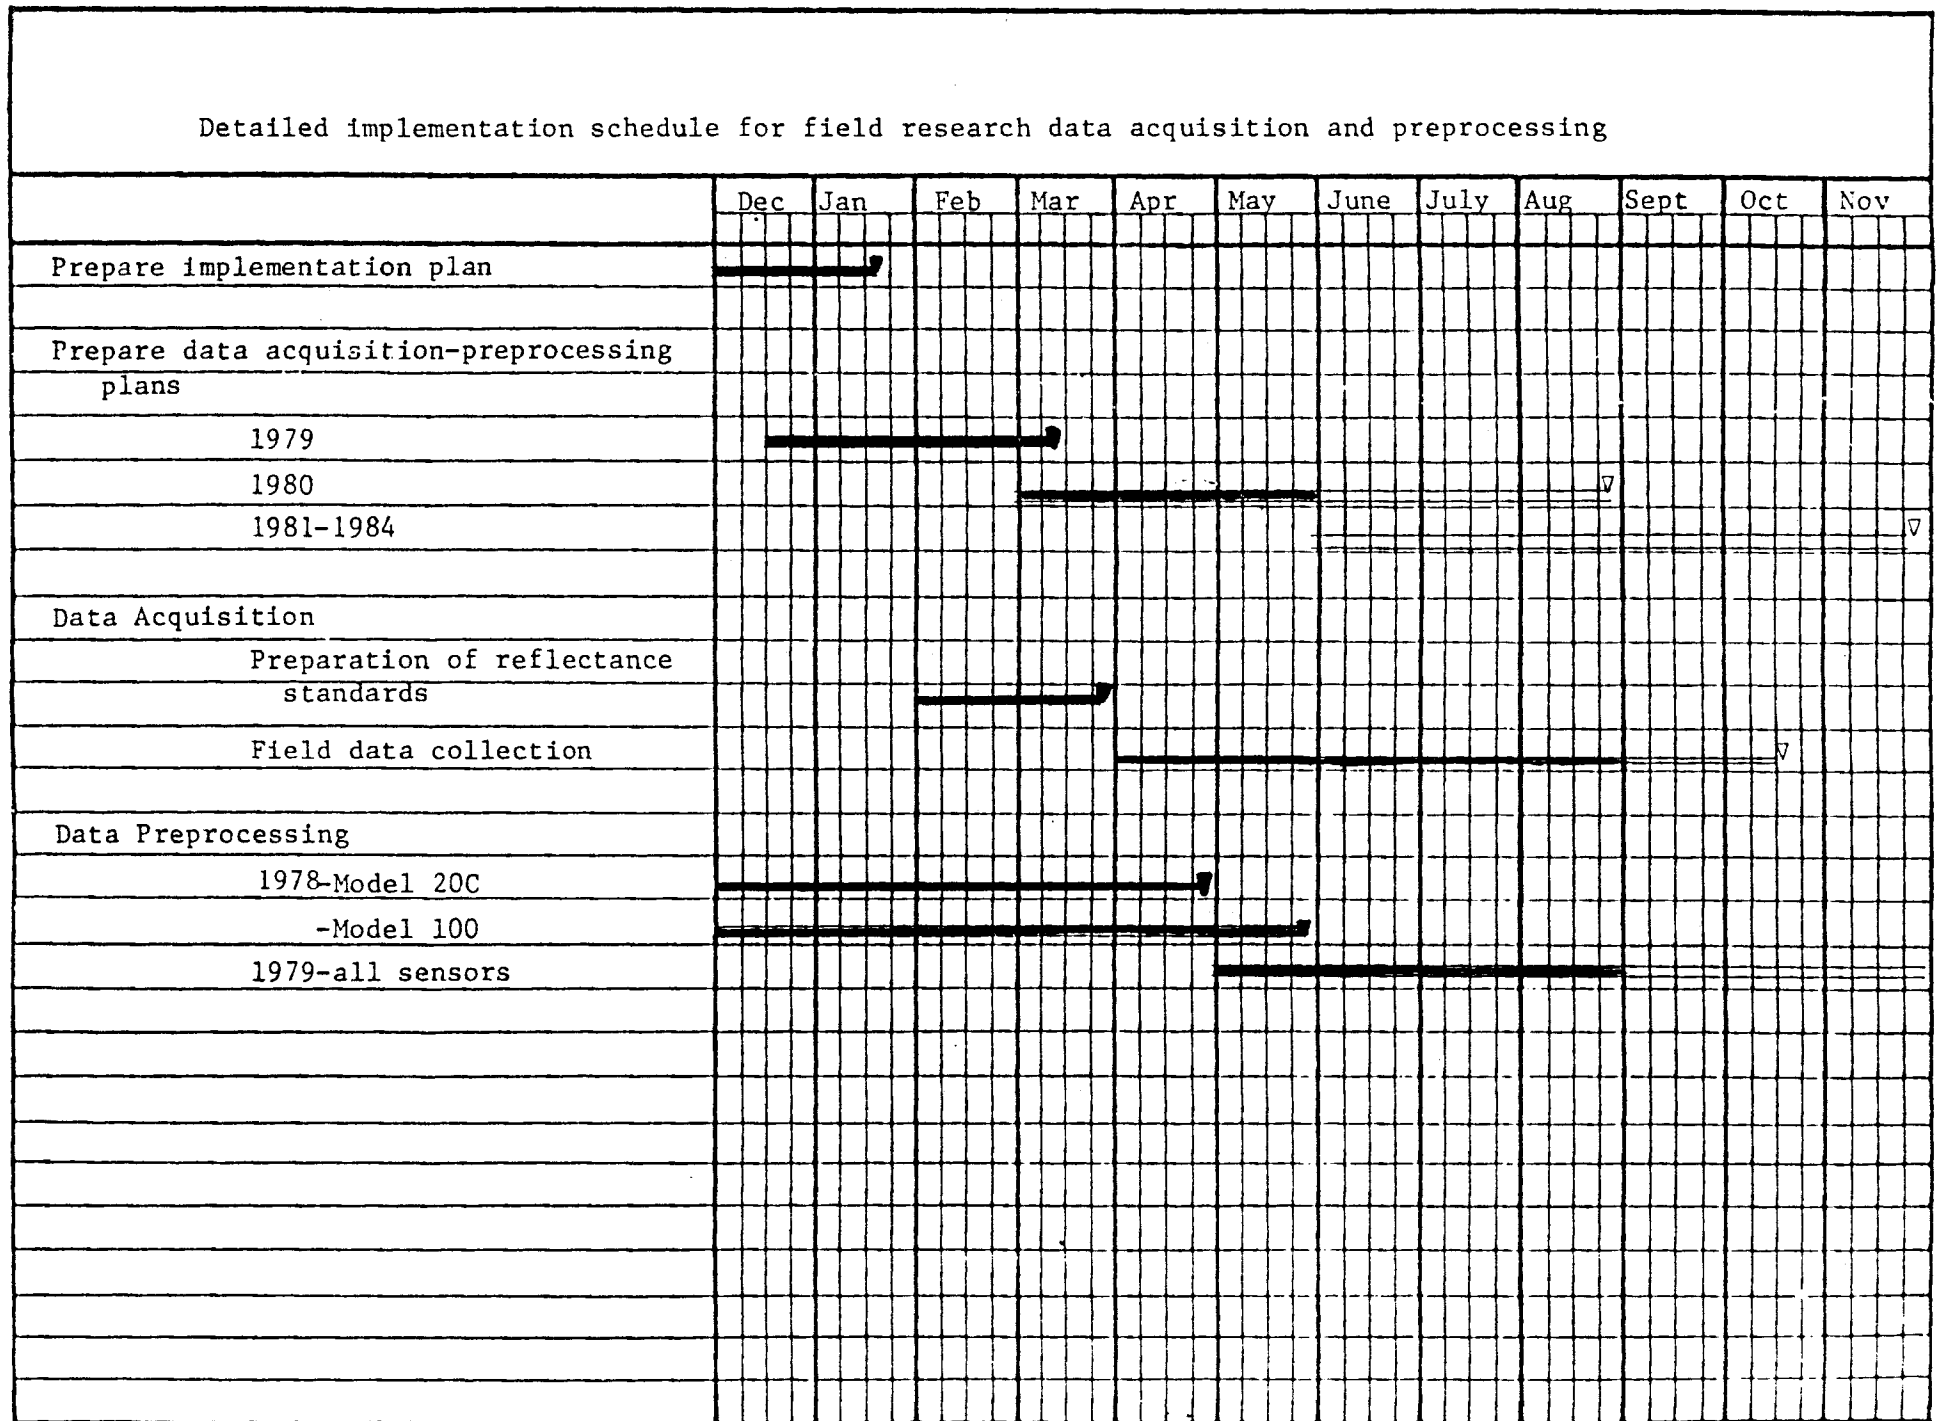 Detailed implementation schedule for field research data acquisition and preprocessing
Dec Jan Feb Mar Apr May June July Aug Sept Oct Nov
Prepare implementation plan
Prepare data acquisition-preprocessing
plans
1979
1980
1981-1984
Data Acquisition
Preparation of reflectance
standards
Field data collection
Data Preprocessing
1978-Model 20C
-Model 100
1979-all sensors